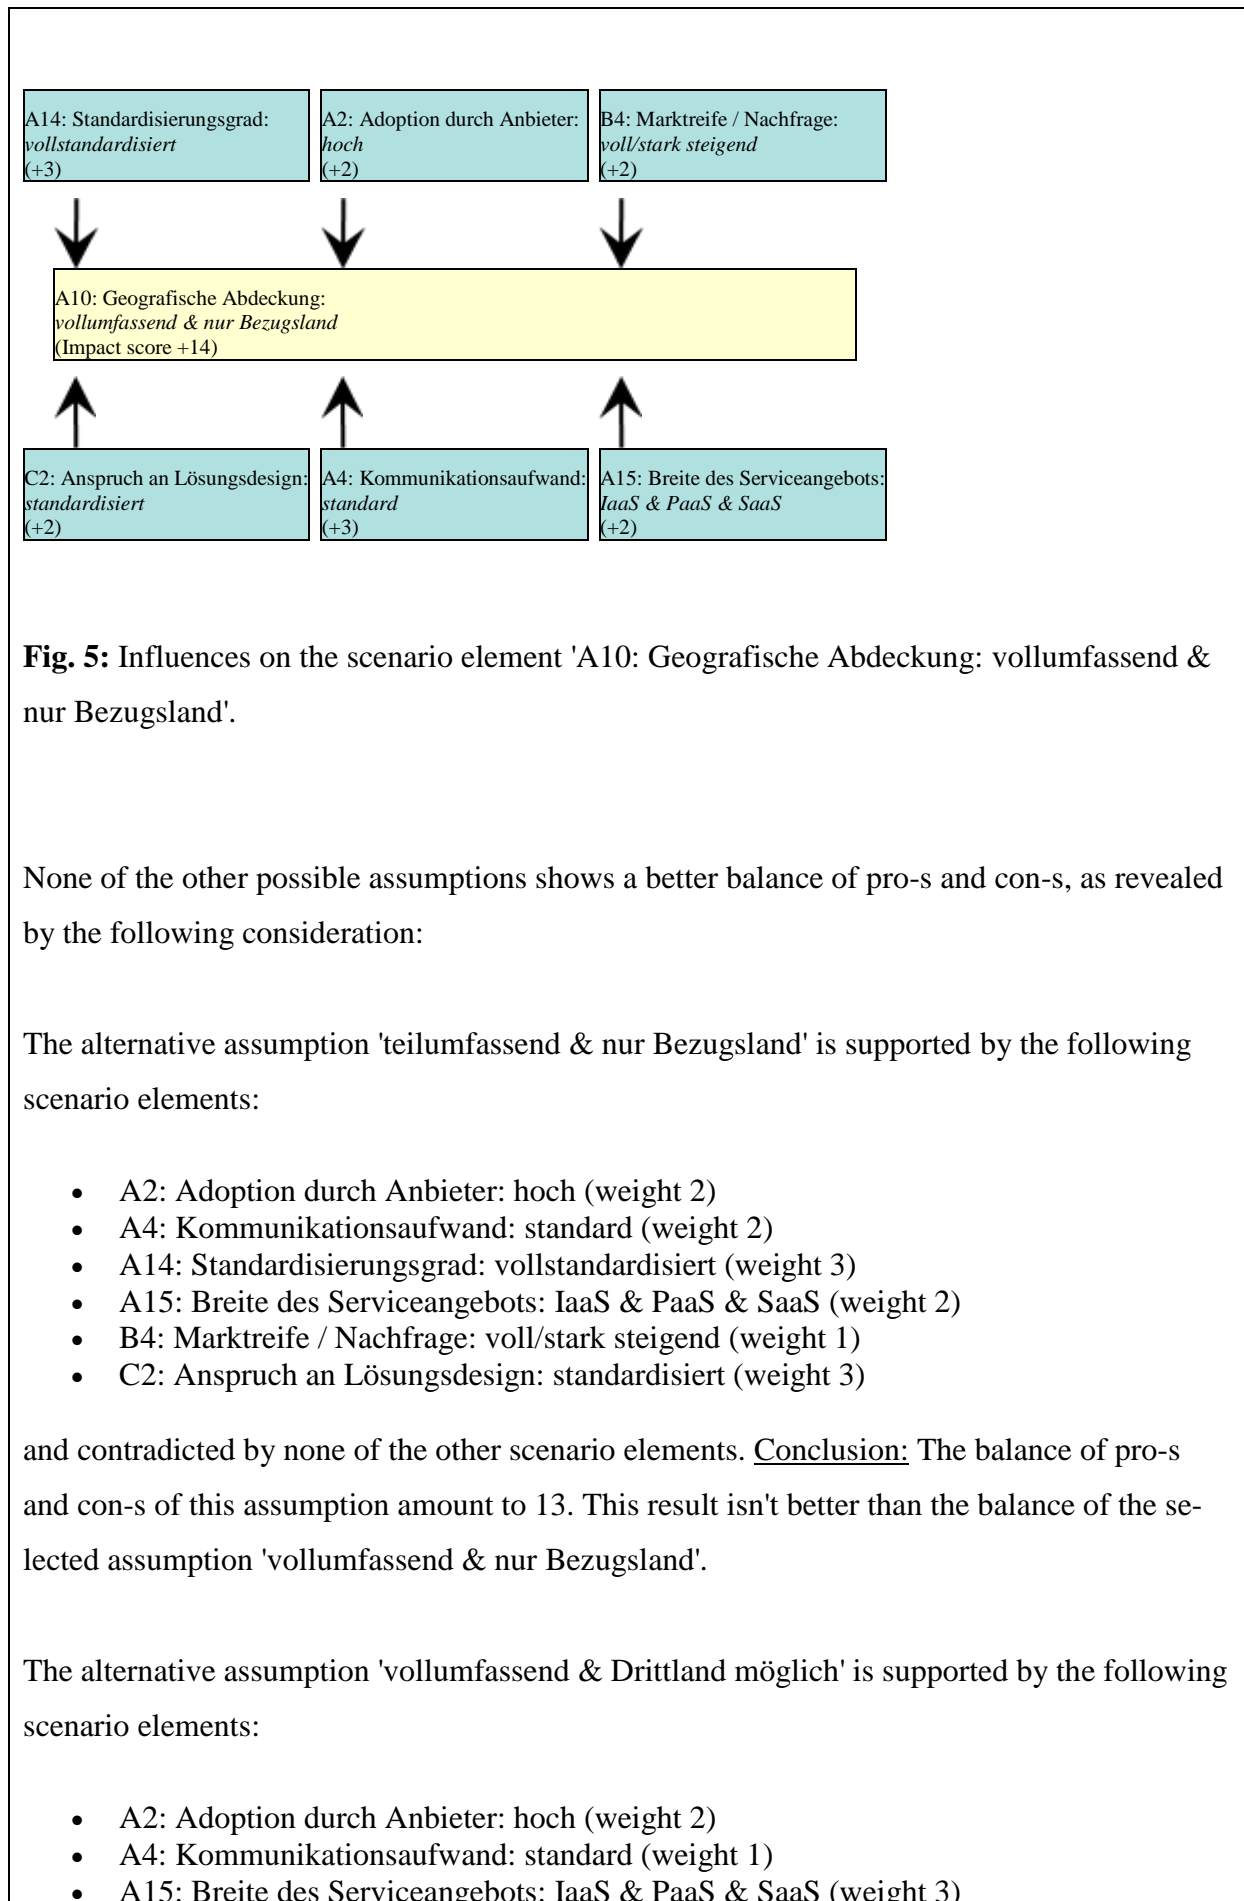 A14: Standardisierungsgrad:
vollstandardisiert
(+3)
A2: Adoption durch Anbieter:
hoch
(+2)
B4: Marktreife / Nachfrage:
voll/stark steigend
(+2)
A10: Geografische Abdeckung:
vollumfassend & nur Bezugsland
(Impact score +14)
C2: Anspruch an Lösungsdesign:
standardisiert
(+2)
A4: Kommunikationsaufwand:
standard
(+3)
A15: Breite des Serviceangebots:
IaaS & PaaS & SaaS
(+2)
Fig. 5: Influences on the scenario element 'A10: Geografische Abdeckung: vollumfassend &
nur Bezugsland'.
None of the other possible assumptions shows a better balance of pro-s and con-s, as revealed
by the following consideration:
The alternative assumption 'teilumfassend & nur Bezugsland' is supported by the following
scenario elements:
• A2: Adoption durch Anbieter: hoch (weight 2)
• A4: Kommunikationsaufwand: standard (weight 2)
• A14: Standardisierungsgrad: vollstandardisiert (weight 3)
• A15: Breite des Serviceangebots: IaaS & PaaS & SaaS (weight 2)
• B4: Marktreife / Nachfrage: voll/stark steigend (weight 1)
• C2: Anspruch an Lösungsdesign: standardisiert (weight 3)
and contradicted by none of the other scenario elements. Conclusion: The balance of pro-s
and con-s of this assumption amount to 13. This result isn't better than the balance of the se-
lected assumption 'vollumfassend & nur Bezugsland'.
The alternative assumption 'vollumfassend & Drittland möglich' is supported by the following
scenario elements:
• A2: Adoption durch Anbieter: hoch (weight 2)
• A4: Kommunikationsaufwand: standard (weight 1)
• A15: Breite des Serviceangebots: IaaS & PaaS & SaaS (weight 3)